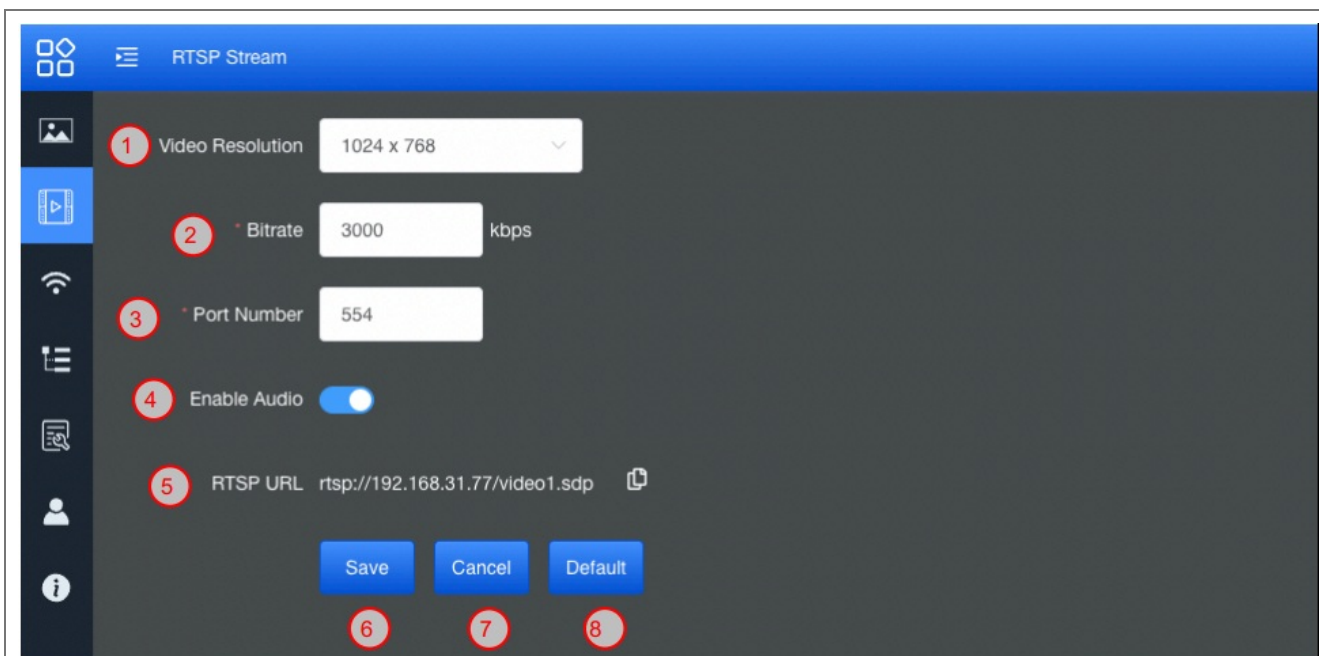 RTSP Stream
1 Video Resolution 1024 x 768
2 * Bitrate 3000 kbps
3 * Port Number 554
4 Enable Audio
5 RTSP URL rtsp://192.168.31.77/video1.sdp
Save Cancel Default
6 7 8